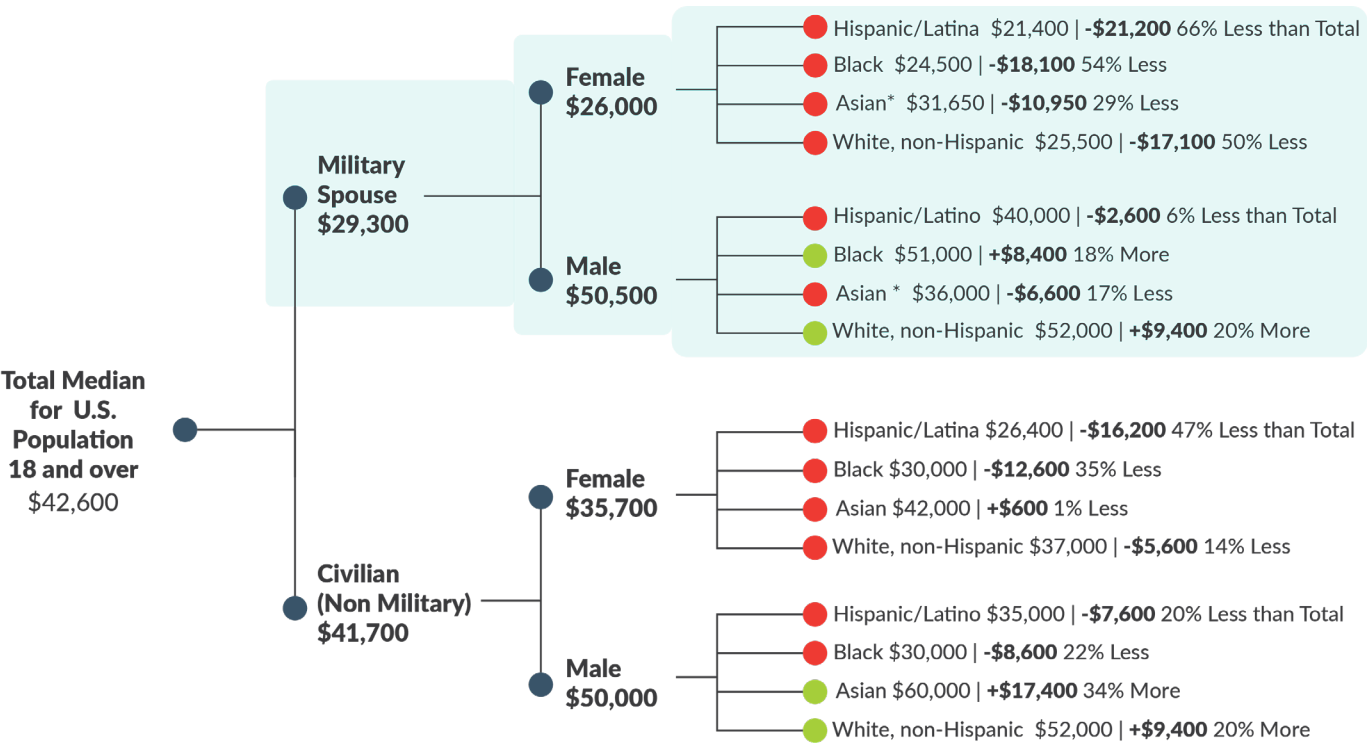 Total Median
for U.S.
Population
18 and over
$42,600
Military
Spouse
$29,300
Female
$26,000
Hispanic/Latina $21,400 | -$21,200 66% Less than Total
Black $24,500 | -$18,100 54% Less
Asian* $31,650 | -$10,950 29% Less
White, non-Hispanic $25,500 | -$17,100 50% Less
Male
$50,500
Hispanic/Latino $40,000 | -$2,600 6% Less than Total
Black $51,000 | +$8,400 18% More
Asian * $36,000 | -$6,600 17% Less
White, non-Hispanic $52,000 | +$9,400 20% More
Civilian
(Non Military)
$41,700
Female
$35,700
Hispanic/Latina $26,400 | -$16,200 47% Less than Total
Black $30,000 | -$12,600 35% Less
Asian $42,000 | +$600 1% Less
White, non-Hispanic $37,000 | -$5,600 14% Less
Male
$50,000
Hispanic/Latino $35,000 | -$7,600 20% Less than Total
Black $30,000 | -$8,600 22% Less
Asian $60,000 | +$17,400 34% More
White, non-Hispanic $52,000 | +$9,400 20% More